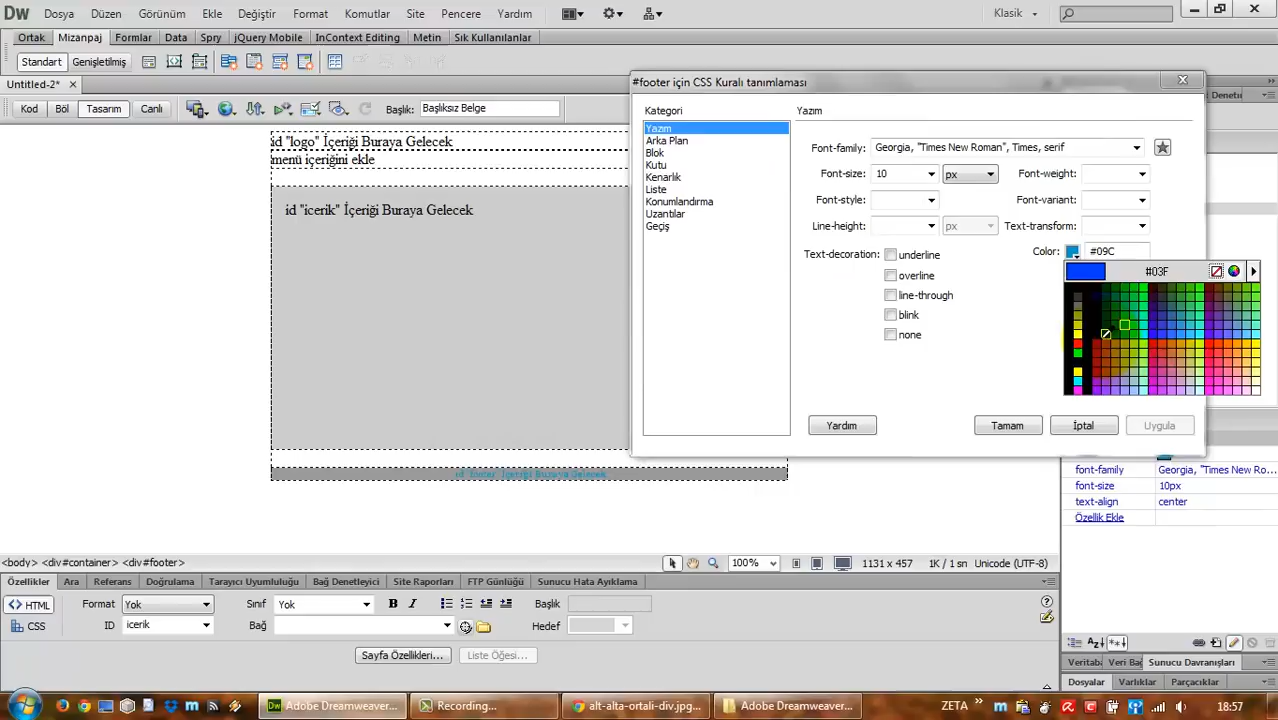 Dw Dosya Düzen Görünüm Ekle Değiştir Format Komutlar Site Pencere Yardım Klasik
Ortak Mizanpaj Formlar Data Spry jQuery Mobile InContext Editing Metin Sık Kullanılanlar
Standart Genişletilmiş
Untitled-2*
Kod Böl Tasarım Canlı Başlık: Başlıksız Belge
#footer için CSS Kuralı tanımlaması
Kategori
Yazım
Arka Plan
Blok
Kutu
Kenarlık
Liste
Konumlandırma
Uzantılar
Geçiş
Yazım
Font-family: Georgia, "Times New Roman", Times, serif
Font-size: 10 px Font-weight:
Font-style: Font-variant:
Line-height: px Text-transform:
Text-decoration: underline Color: #09C
overline
line-through
blink
none
#03F
Yardım Tamam İptal Uygula
id "logo" İçeriği Buraya Gelecek
menü içeriğini ekle
id "icerik" İçeriği Buraya Gelecek
id "footer" İçeriği Buraya Gelecek
font-family Georgia, "Times New Ro...
font-size 10px
text-align center
Özellik Ekle
<body> <div#container> <div#footer> 100% 1131 x 457 1K / 1 sn Unicode (UTF-8)
Özellikler Ara Referans Doğrulama Tarayıcı Uyumluluğu Bağ Denetleyici Site Raporları FTP Günlüğü Sunucu Hata Ayıklama
HTML Format Yok Sınıf Yok B I Başlık
CSS ID icerik Bağ Hedef
Sayfa Özellikleri... Liste Öğesi...
Veritaba Veri Bağ Sunucu Davranışları
Dosyalar Varlıklar Parçacıklar
Adobe Dreamweaver... Recording... alt-alta-ortali-div.jpg... Adobe Dreamweaver... ZETA 18:57